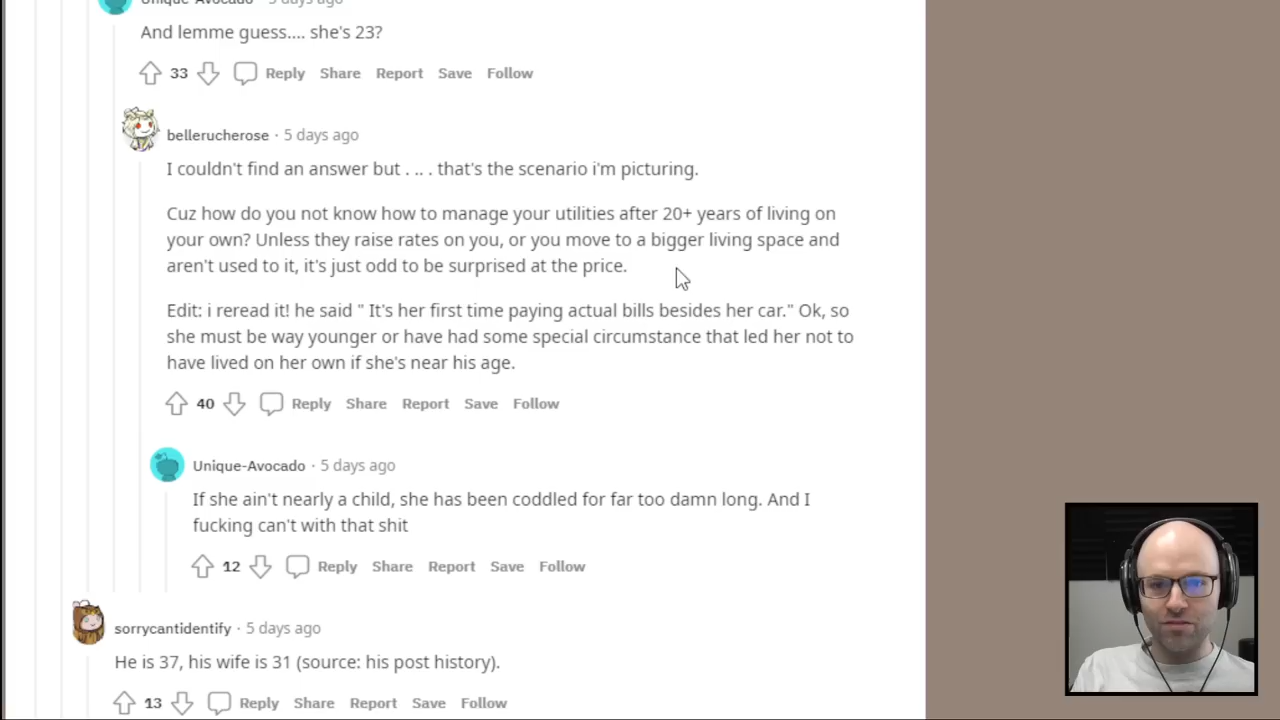 Unique-Avocado · 5 days ago
And lemme guess.... she's 23?
33 Reply Share Report Save Follow
bellerucherose · 5 days ago
I couldn't find an answer but . .. . that's the scenario i'm picturing.
Cuz how do you not know how to manage your utilities after 20+ years of living on
your own? Unless they raise rates on you, or you move to a bigger living space and
aren't used to it, it's just odd to be surprised at the price.
Edit: i reread it! he said " It's her first time paying actual bills besides her car." Ok, so
she must be way younger or have had some special circumstance that led her not to
have lived on her own if she's near his age.
40 Reply Share Report Save Follow
Unique-Avocado · 5 days ago
If she ain't nearly a child, she has been coddled for far too damn long. And I
fucking can't with that shit
12 Reply Share Report Save Follow
sorrycantidentify · 5 days ago
He is 37, his wife is 31 (source: his post history).
13 Reply Share Report Save Follow